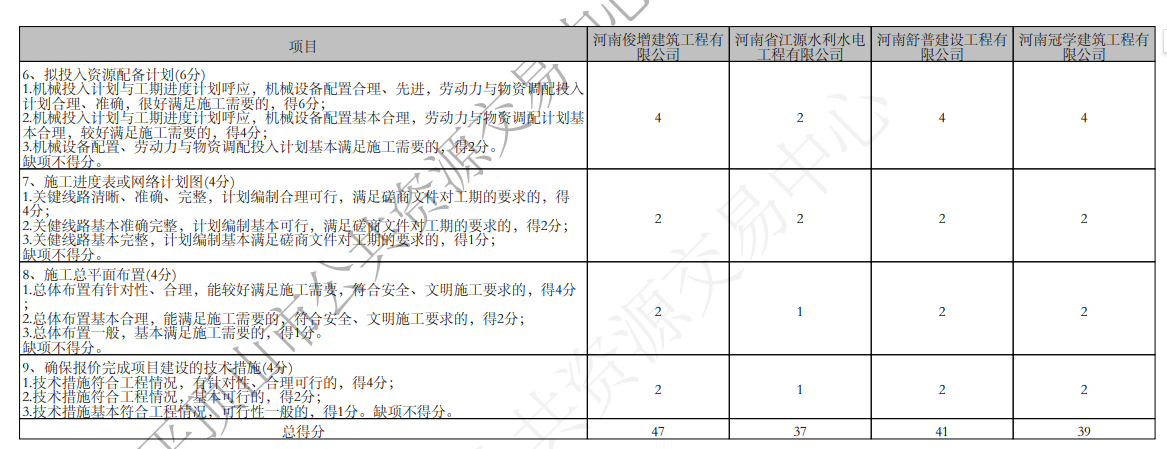 项目
河南俊增建筑工程有
限公司
河南省江源水利水电
工程有限公司
河南舒普建设工程有
限公司
河南冠学建筑工程有
限公司
6、拟投入资源配备计划(6分)
1.机械投入计划与工期进度计划呼应，机械设备配置合理、先进，劳动力与物资调配投入
计划合理、准确，很好满足施工需要的，得6分；
2.机械投入计划与工期进度计划呼应，机械设备配置基本合理，劳动力与物资调配计划基
本合理，较好满足施工需要的，得4分；
3.机械设备配置、劳动力与物资调配投入计划基本满足施工需要的，得2分。
缺项不得分。
4
2
4
4
7、施工进度表或网络计划图(4分)
1.关键线路清晰、准确、完整，计划编制合理可行，满足磋商文件对工期的要求的，得
4分；
2.关健线路基本准确完整，计划编制基本可行，满足磋商文件对工期的要求的，得2分；
3.关健线路基本完整，计划编制基本满足磋商文件对工期的要求的，得1分；
缺项不得分。
2
2
2
2
8、施工总平面布置(4分)
1.总体布置有针对性、合理，能较好满足施工需要，符合安全、文明施工要求的，得4分
；
2.总体布置基本合理，能满足施工需要的，符合安全、文明施工要求的，得2分；
3.总体布置一般，基本满足施工需要的，得1分。
缺项不得分。
2
1
2
2
9、确保报价完成项目建设的技术措施(4分)
1.技术措施符合工程情况，有针对性、合理可行的，得4分；
2.技术措施符合工程情况，基本可行的，得2分；
3.技术措施基本符合工程情况，可行性一般的，得1分。缺项不得分。
2
1
2
2
总得分
47
37
41
39
平顶山市公共资源交易中心
公共资源交易中心